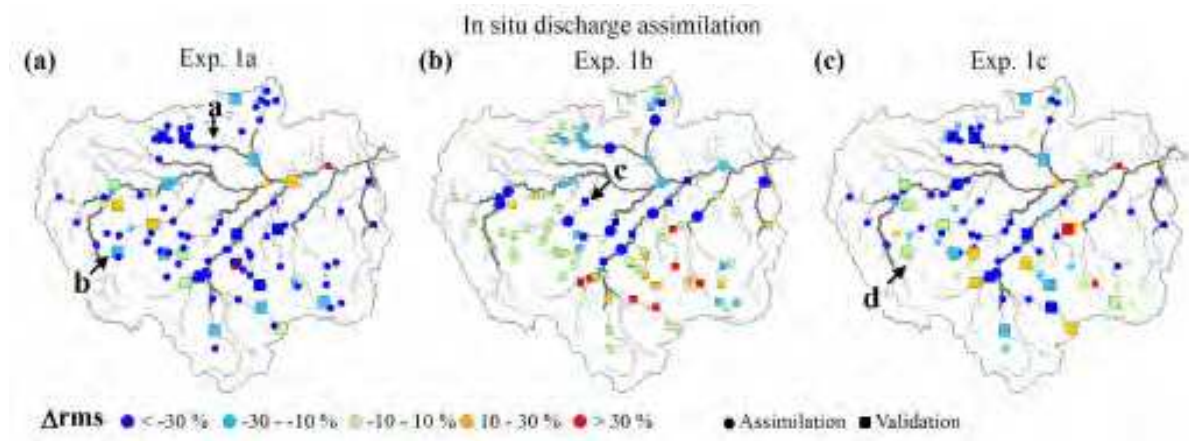 In situ discharge assimilation
(a) Exp. 1a (b) Exp. 1b (c) Exp. 1c
a
c
b
d
Δrms < -30 % -30 - -10 % -10 - 10 % 10 - 30 % > 30 % Assimilation Validation